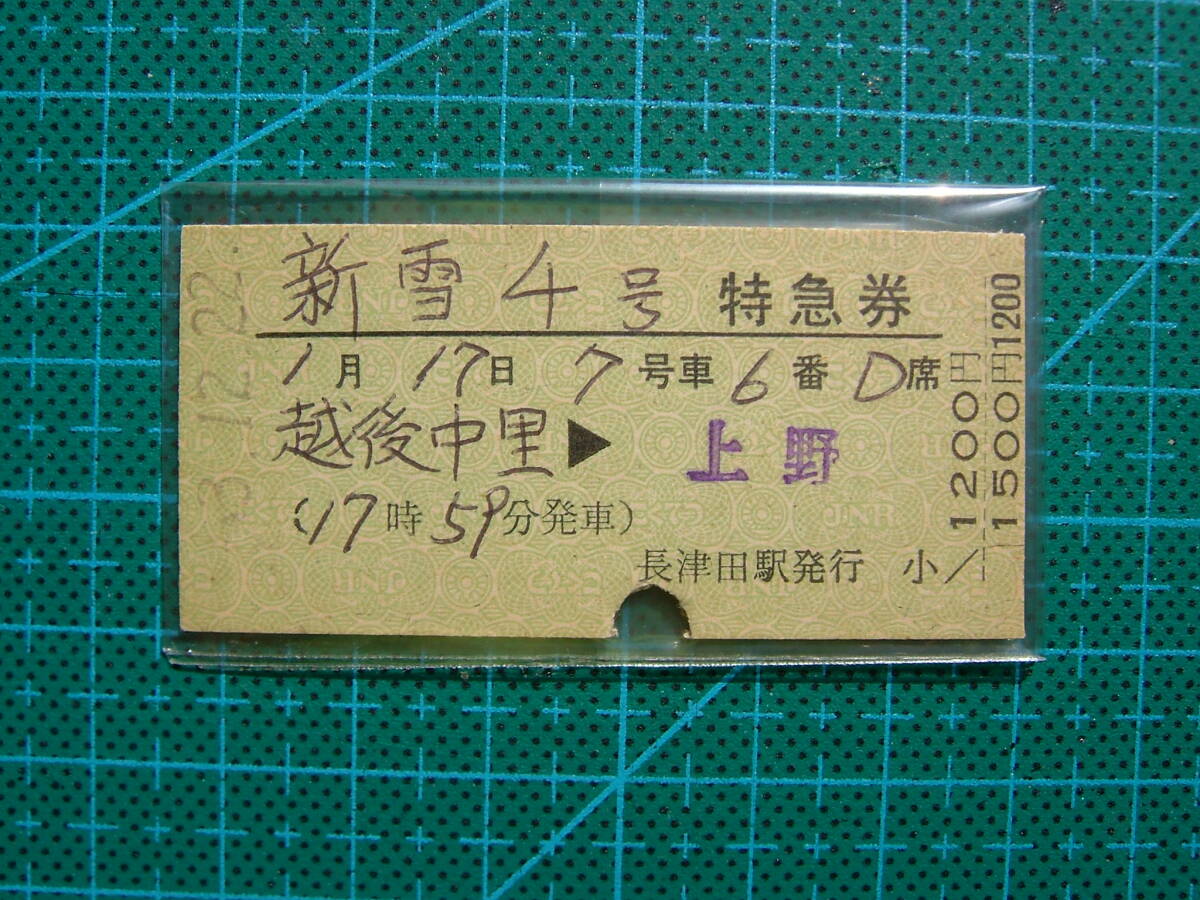 新雪4号 特急券
1月17日 7号車6番D席
越後中里▶上野
(17時59分発車)
長津田駅発行 小/
1200円
1500円1200
JNR